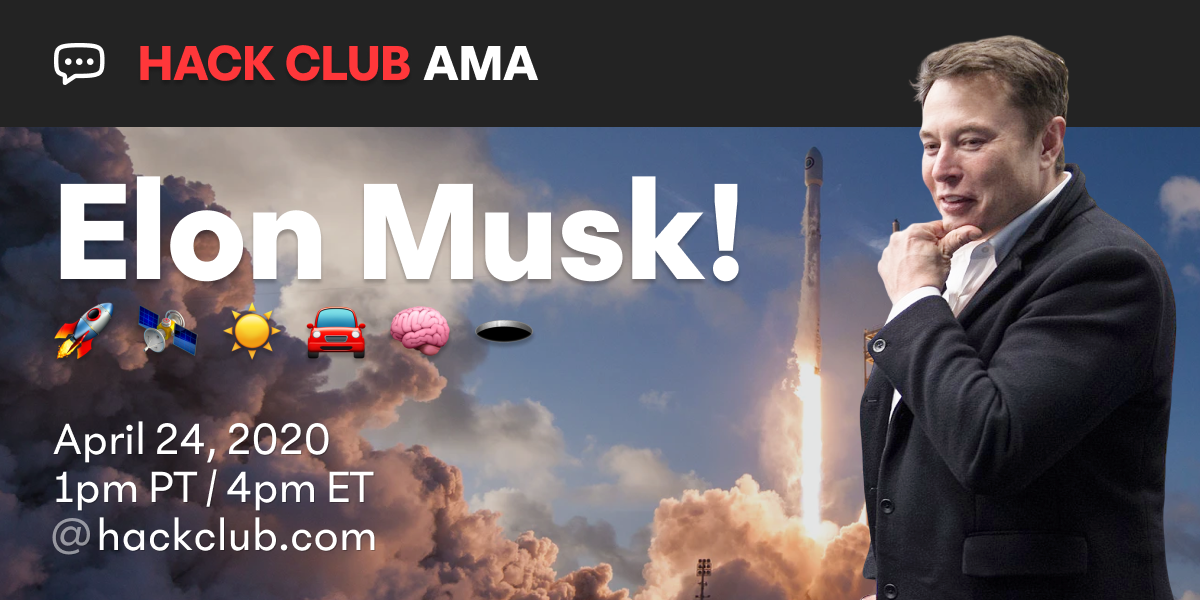 HACK CLUB AMA
Elon Musk!
April 24, 2020
1pm PT / 4pm ET
@hackclub.com